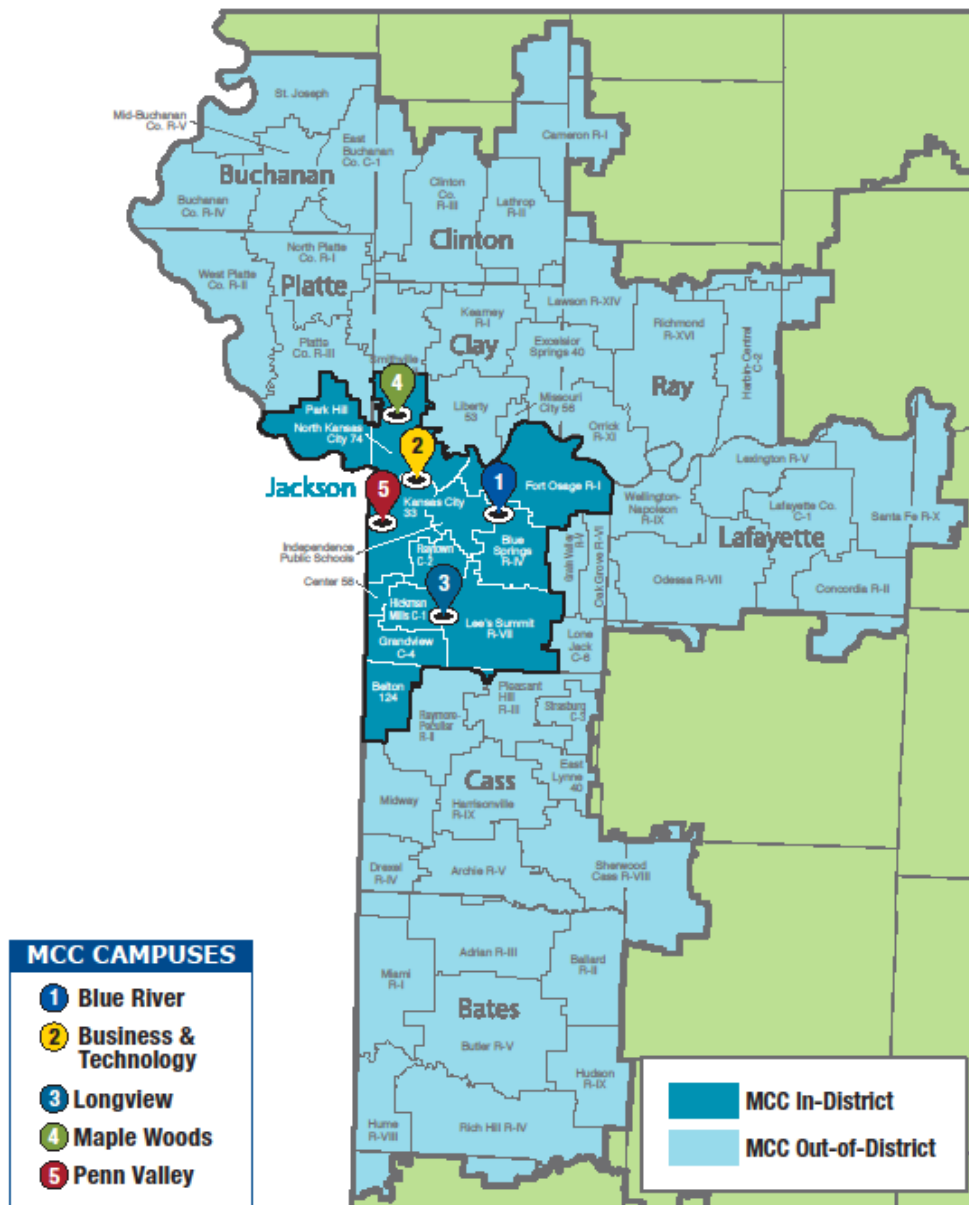 St. Joseph
Mid-Buchanan
Co. R-V
East
Buchanan
Co. C-1
Cameron R-I
Buchanan
Clinton
Co.
R-III
Lathrop
R-II
Buchanan
Co. R-IV
Clinton
North Platte
Co. R-I
West Platte
Co. R-II
Platte
Kearney
R-I
Lawson R-XIV
Richmond
R-XVI
Platte
Co. R-III
Clay
Excelsior
Springs 40
Harbin-Central
C-2
Smithville
Ray
4
Liberty
53
Missouri
City 56
Park Hill
North Kansas
City 74
Orrick
R-XI
2
Lexington R-V
Jackson
5
1
Fort Osage R-I
Kansas City
33
Wellington-
Napoleon
R-IX
Lafayette Co.
C-1
Santa Fe R-X
Lafayette
Independence
Public Schools
Raytown
C-2
Blue
Springs
R-IV
Grain Valley
R-V
Oak Grove R-VI
Odessa R-VII
Center 58
3
Concordia R-II
Hickman
Mills C-1
Lee's Summit
R-VII
Grandview
C-4
Lone
Jack
C-6
Belton
124
Pleasant
Hill
R-III
Strasburg
C-3
Raymore-
Peculiar
R-II
East
Lynne
40
Cass
Midway
Harrisonville
R-IX
Drexel
R-IV
Archie R-V
Sherwood
Cass R-VIII
Adrian R-III
Ballard
R-II
Miami
R-I
Bates
Butler R-V
Hudson
R-IX
Hume
R-VIII
Rich Hill R-IV
MCC CAMPUSES
1 Blue River
2 Business &
Technology
3 Longview
4 Maple Woods
5 Penn Valley
MCC In-District
MCC Out-of-District